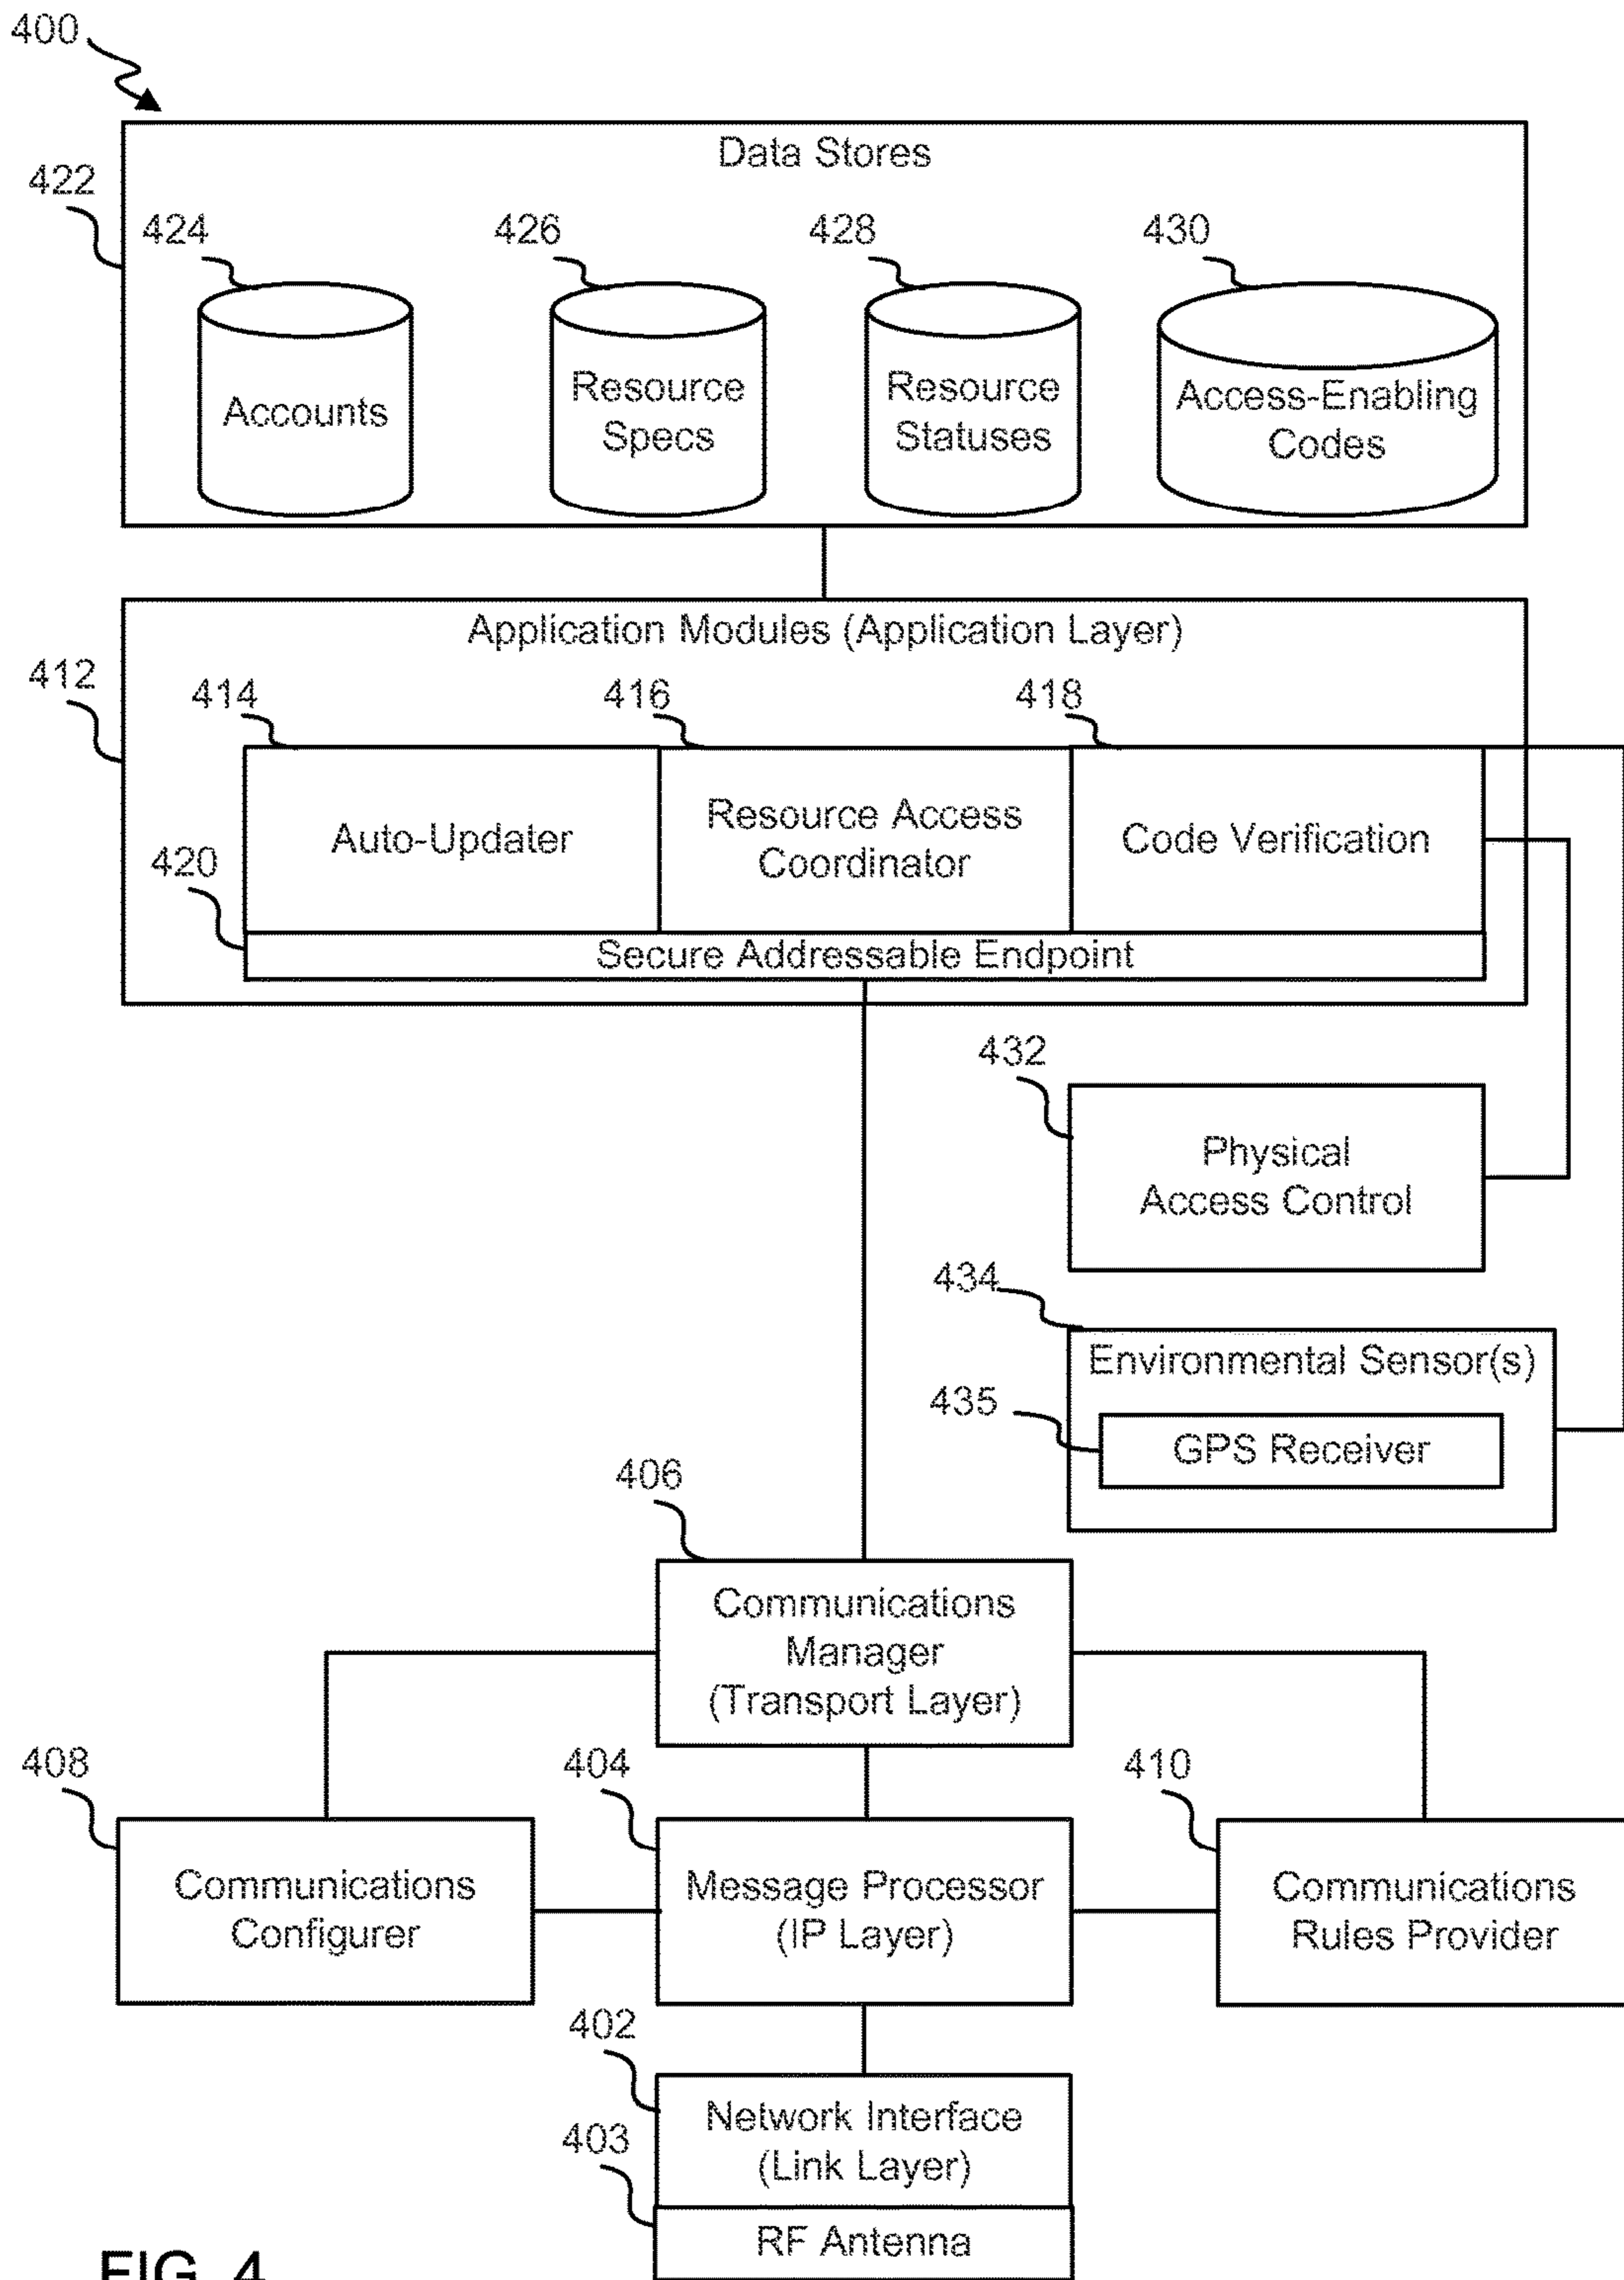 400
Data Stores
422
424
426
428
430
Accounts
Resource
Specs
Resource
Statuses
Access-Enabling
Codes
Application Modules (Application Layer)
412
414
416
418
Auto-Updater
Resource Access
Coordinator
Code Verification
420
Secure Addressable Endpoint
432
Physical
Access Control
434
Environmental Sensor(s)
435
GPS Receiver
406
Communications
Manager
(Transport Layer)
408
404
410
Communications
Configurer
Message Processor
(IP Layer)
Communications
Rules Provider
402
Network Interface
(Link Layer)
403
RF Antenna
FIG. 4